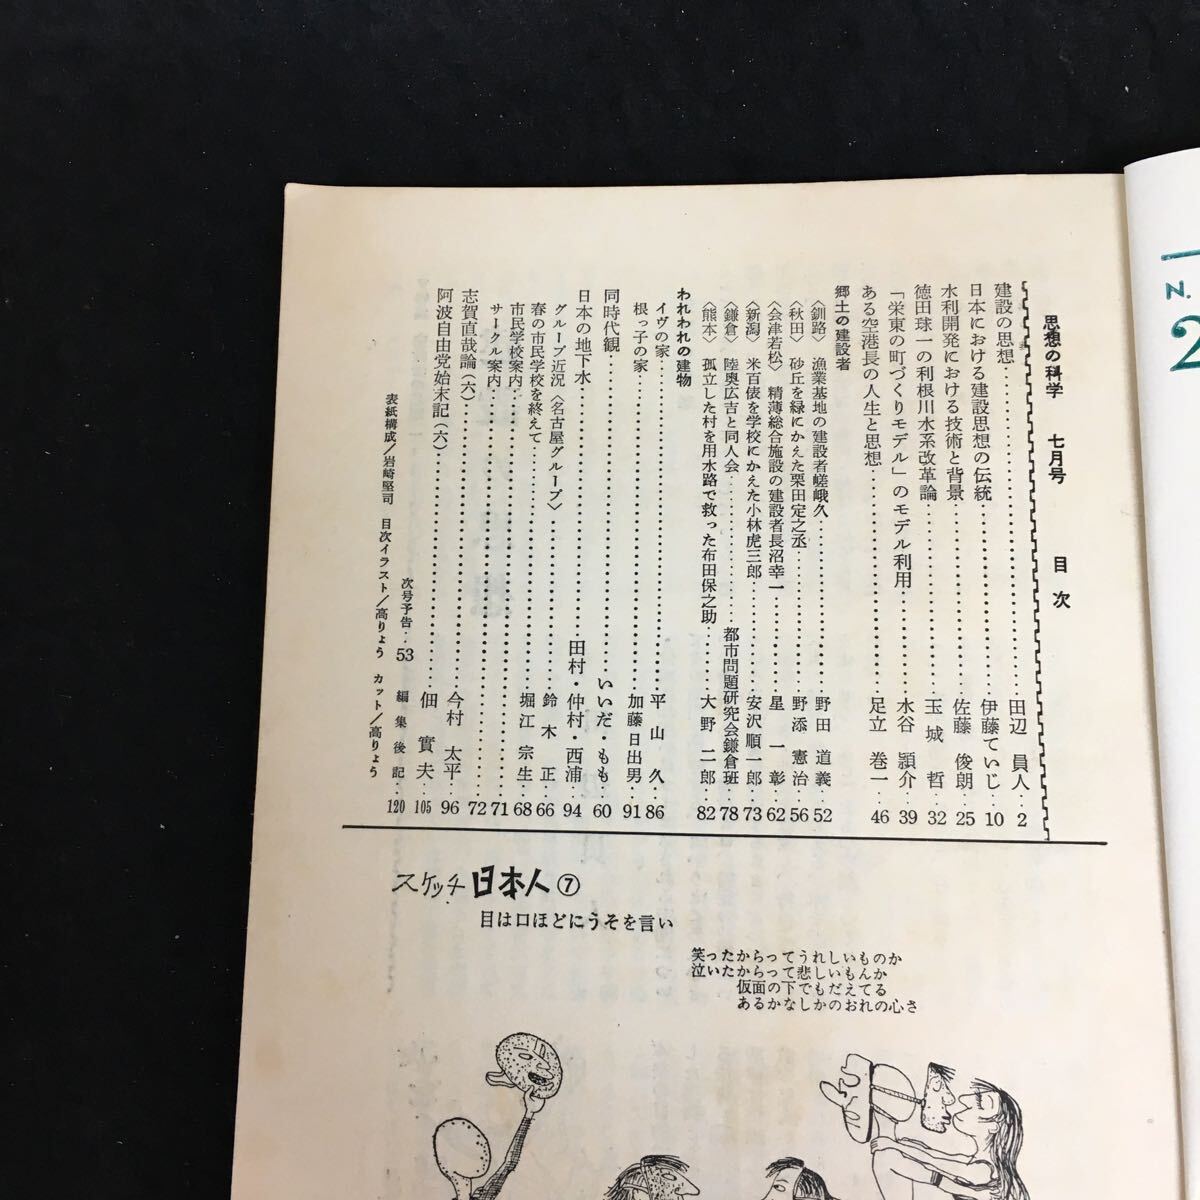 思想の科学 七月号 目次
建設の思想…田辺員人…2
日本における建設思想の伝統…伊藤ていじ…10
水利開発における技術と背景…佐藤俊朗…25
徳田球一の利根川水系改革論…玉城哲…32
「栄東の町づくりモデル」のモデル利用…水谷頴介…39
ある空港長の人生と思想…足立巻一…46
郷土の建設者
〈釧路〉 漁業基地の建設者嵯峨久…野田道義…52
〈秋田〉 砂丘を緑にかえた栗田定之丞…野添憲治…56
〈会津若松〉 精薄総合施設の建設者長沼幸一…星一彰…62
〈新潟〉 米百俵を学校にかえた小林虎三郎…安沢順一郎…73
〈鎌倉〉 陸奥広吉と同人会…都市問題研究会鎌倉班…78
〈熊本〉 孤立した村を用水路で救った布田保之助…大野二郎…82
われわれの建物
イヴの家…平山久…86
根っ子の家…加藤日出男…91
同時代観…いいだ・もも…60
日本の地下水…田村・仲村・西浦…94
グループ近況〈名古屋グループ〉…鈴木正…66
春の市民学校を終えて…堀江宗生…68
市民学校案内…71
サークル案内…72
志賀直哉論(六)…今村太平…96
阿波自由党始末記(六)…佃實夫…105
次号予告…53 編集後記…120
表紙構成/岩崎堅司 目次イラスト/高りょう カット/高りょう
スケッチ 日本人⑦
目は口ほどにうそを言い
笑ったからってうれしいものか
泣いたからって悲しいもんか
仮面の下でもだえてる
あるかなしかのおれの心さ
N.
2